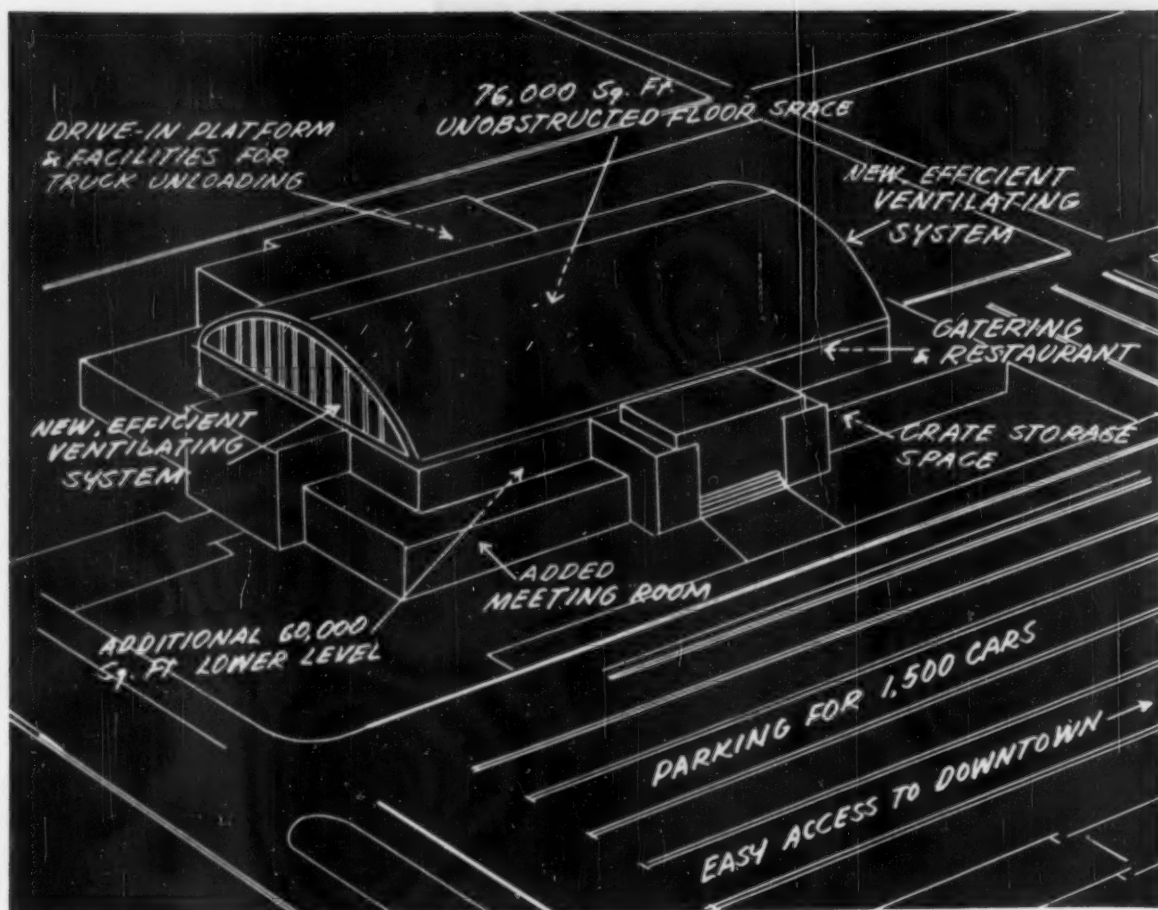 76,000 Sq. Ft.
UNOBSTRUCTED FLOOR SPACE
DRIVE-IN PLATFORM
& FACILITIES FOR
TRUCK UNLOADING
NEW EFFICIENT
VENTILATING
SYSTEM
CATERING
& RESTAURANT
NEW EFFICIENT
VENTILATING
SYSTEM
CRATE STORAGE
SPACE
ADDED
MEETING ROOM
ADDITIONAL 60,000
Sq. Ft. LOWER LEVEL
PARKING FOR 1,500 CARS
EASY ACCESS TO DOWNTOWN